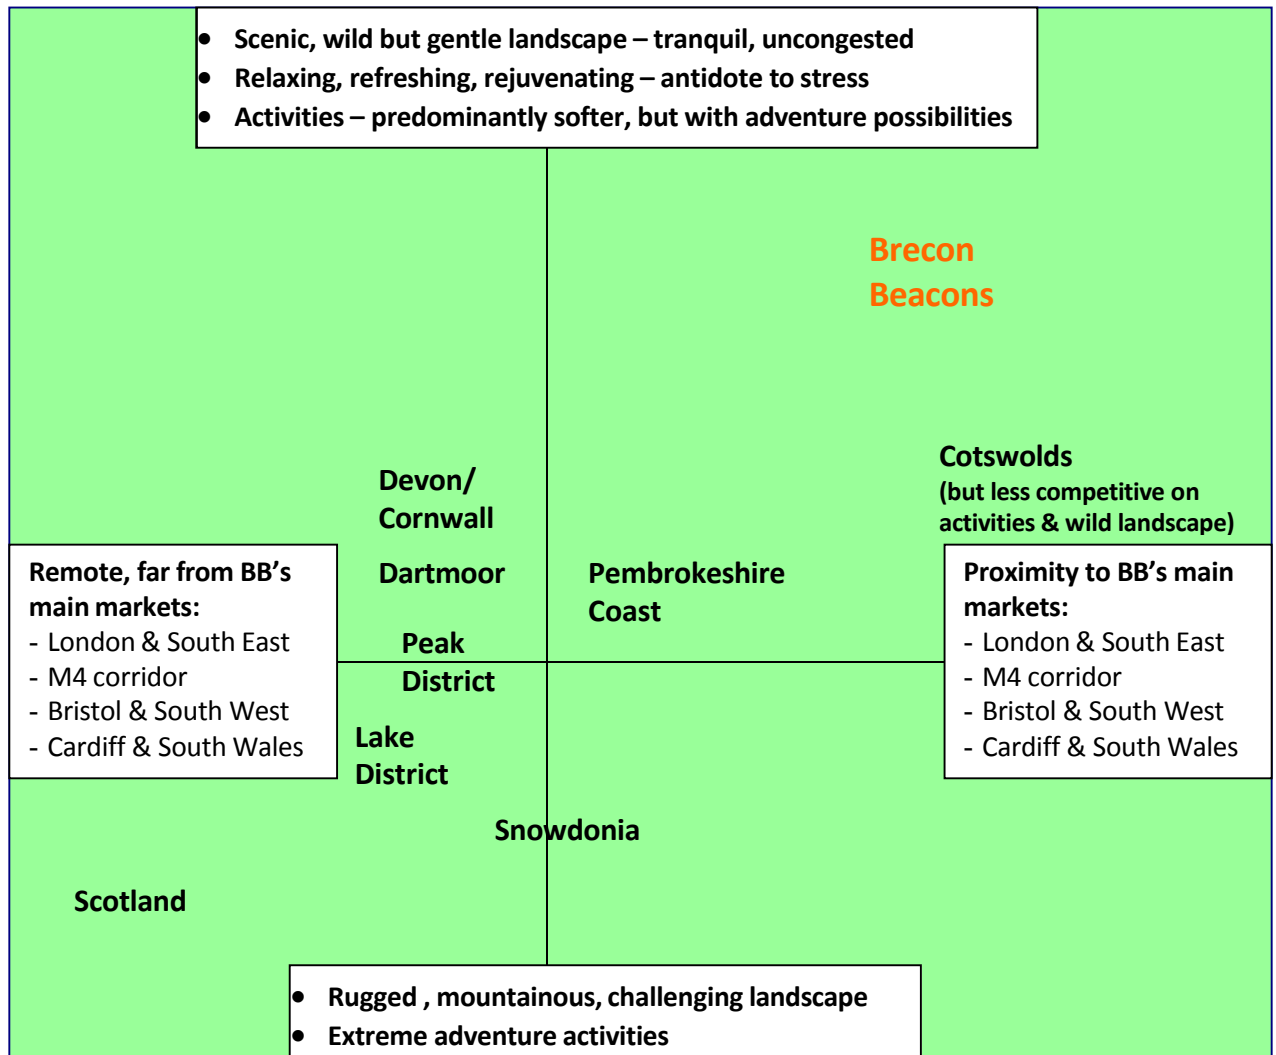 • Scenic, wild but gentle landscape – tranquil, uncongested
• Relaxing, refreshing, rejuvenating – antidote to stress
• Activities – predominantly softer, but with adventure possibilities
Brecon
Beacons
Devon/
Cornwall
Cotswolds
(but less competitive on
activities & wild landscape)
Remote, far from BB’s
main markets:
- London & South East
- M4 corridor
- Bristol & South West
- Cardiff & South Wales
Dartmoor
Pembrokeshire
Coast
Proximity to BB’s main
markets:
- London & South East
- M4 corridor
- Bristol & South West
- Cardiff & South Wales
Peak
District
Lake
District
Snowdonia
Scotland
• Rugged , mountainous, challenging landscape
• Extreme adventure activities